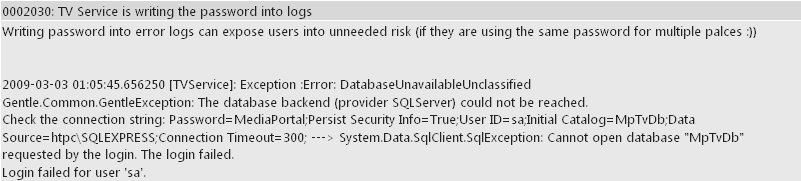 0002030: TV Service is writing the password into logs
Writing password into error logs can expose users into unneeded risk (if they are using the same password for multiple palces :))
2009-03-03 01:05:45.656250 [TVService]: Exception :Error: DatabaseUnavailableUnclassified
Gentle.Common.GentleException: The database backend (provider SQLServer) could not be reached.
Check the connection string: Password=MediaPortal;Persist Security Info=True;User ID=sa;Initial Catalog=MpTvDb;Data
Source=htpc\SQLEXPRESS;Connection Timeout=300; ---> System.Data.SqlClient.SqlException: Cannot open database "MpTvDb"
requested by the login. The login failed.
Login failed for user 'sa'.